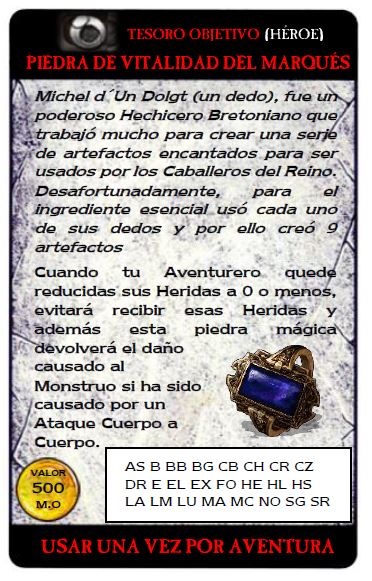 TESORO OBJETIVO (HÉROE)
PIEDRA DE VITALIDAD DEL MARQUÉS
Michel d´Un Dolgt (un dedo), fue un
poderoso Hechicero Bretoniano que
trabajó mucho para crear una serie
de artefactos encantados para ser
usados por los Caballeros del Reino.
Desafortunadamente, para el
ingrediente esencial usó cada uno
de sus dedos y por ello creó 9
artefactos
Cuando tu Aventurero quede
reducidas sus Heridas a 0 o menos,
evitará recibir esas Heridas y
además esta piedra mágica
devolverá el daño
causado al
Monstruo si ha sido
causado por un
Ataque Cuerpo a
Cuerpo.
VALOR
500
M.O
AS B BB BG CB CH CR CZ
DR E EL EX FO HE HL HS
LA LM LU MA MC NO SG SR
USAR UNA VEZ POR AVENTURA